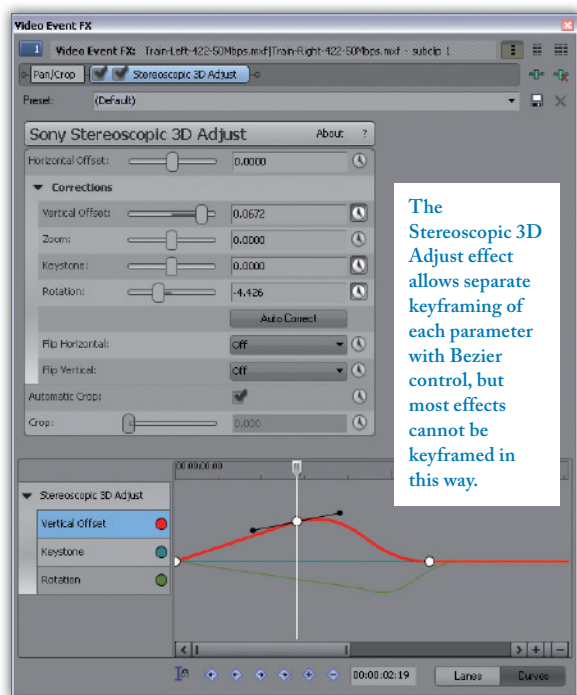 Video Event FX
1 Video Event FX: Train-Left-422-50Mbps.mxf|Train-Right-422-50Mbps.mxf - subclip 1
Pan/Crop Stereoscopic 3D Adjust
Preset: (Default)
Sony Stereoscopic 3D Adjust About ?
Horizontal Offset: 0.0000
Corrections
Vertical Offset: 0.0672
Zoom: 0.0000
Keystone: 0.0000
Rotation: -4.426
Auto Correct
Flip Horizontal: Off
Flip Vertical: Off
Automatic Crop:
Crop: 0.000
The
Stereoscopic 3D
Adjust effect
allows separate
keyframing of
each parameter
with Bezier
control, but
most effects
cannot be
keyframed in
this way.
00:00:00:00
Stereoscopic 3D Adjust
Vertical Offset
Keystone
Rotation
00:00:02:19 Lanes Curves